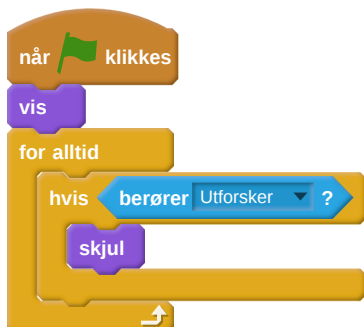 når klikkes
vis
for alltid
hvis berører Utforsker ?
skjul